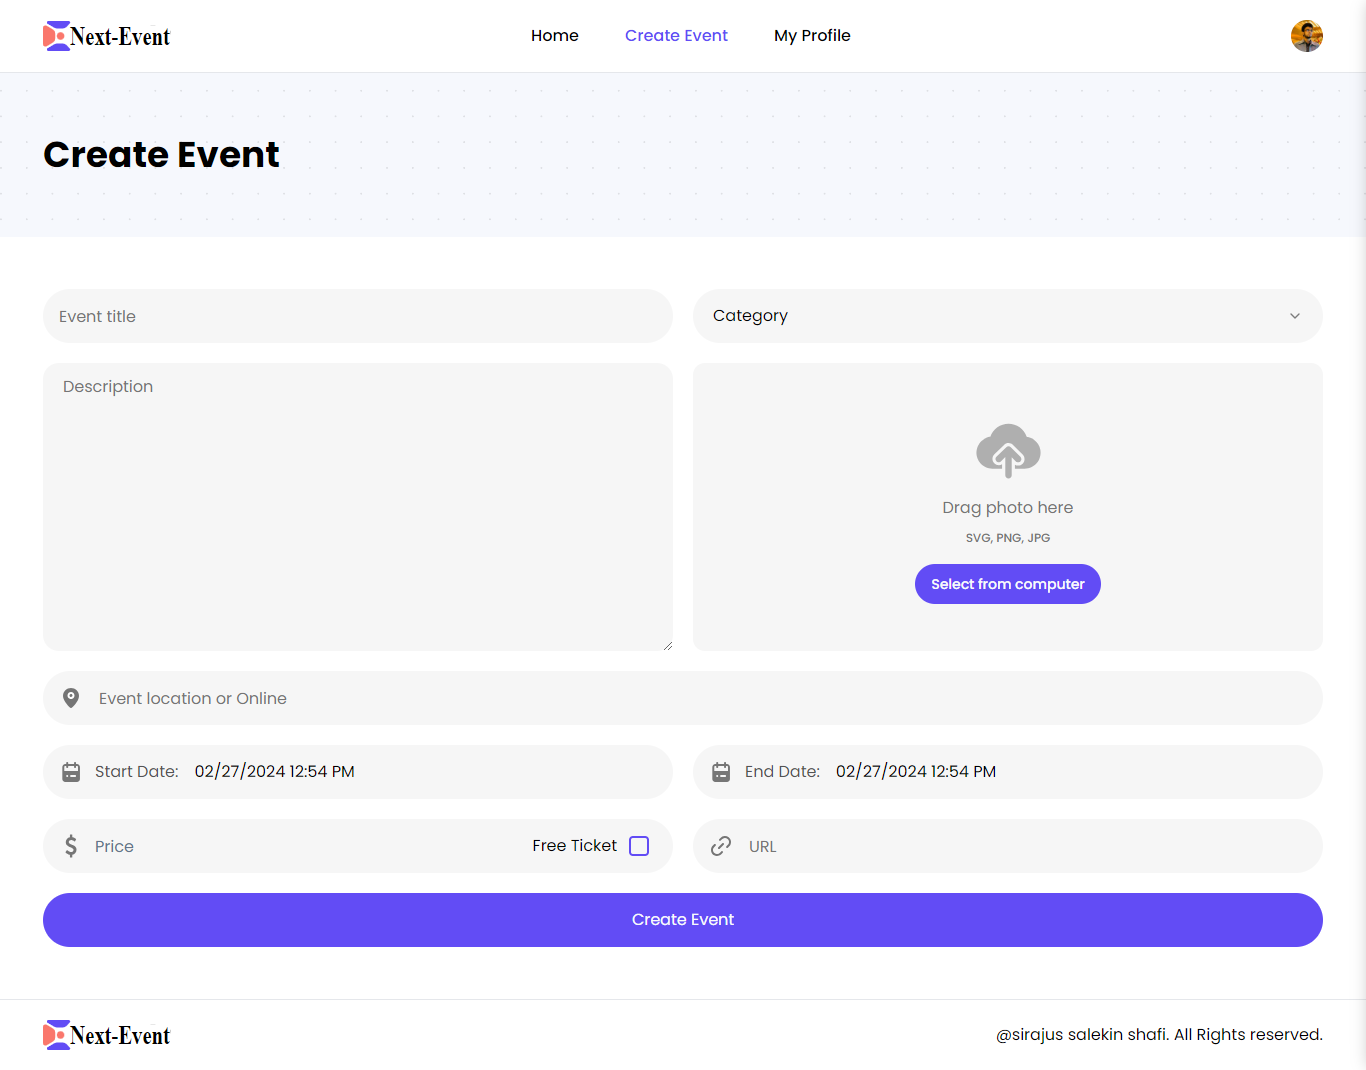 Next-Event
Home
Create Event
My Profile
Create Event
Event title
Category
Description
Drag photo here
SVG, PNG, JPG
Select from computer
Event location or Online
Start Date: 02/27/2024 12:54 PM
End Date: 02/27/2024 12:54 PM
Price
Free Ticket
URL
Create Event
Next-Event
@sirajus salekin shafi. All Rights reserved.